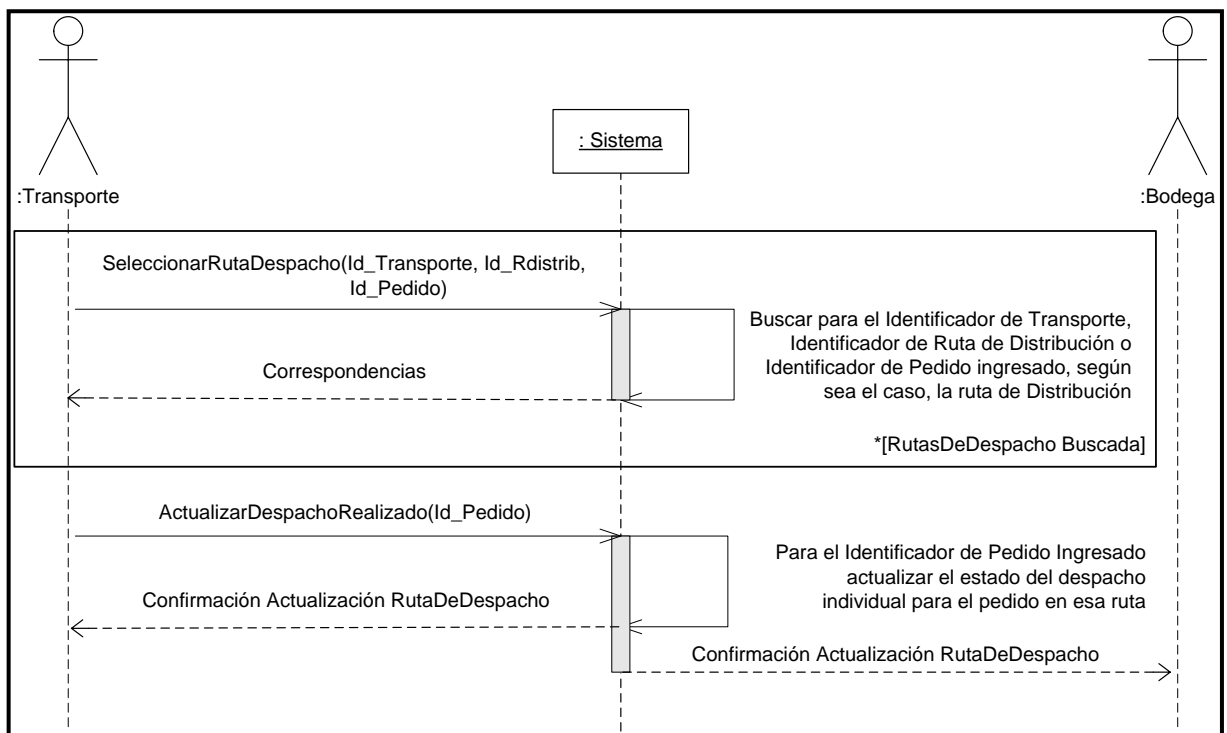 : Sistema
:Transporte
:Bodega
SeleccionarRutaDespacho(Id_Transporte, Id_Rdistrib,
Id_Pedido)
Buscar para el Identificador de Transporte,
Identificador de Ruta de Distribución o
Identificador de Pedido ingresado, según
sea el caso, la ruta de Distribución
Correspondencias
*[RutasDeDespacho Buscada]
ActualizarDespachoRealizado(Id_Pedido)
Para el Identificador de Pedido Ingresado
actualizar el estado del despacho
individual para el pedido en esa ruta
Confirmación Actualización RutaDeDespacho
Confirmación Actualización RutaDeDespacho